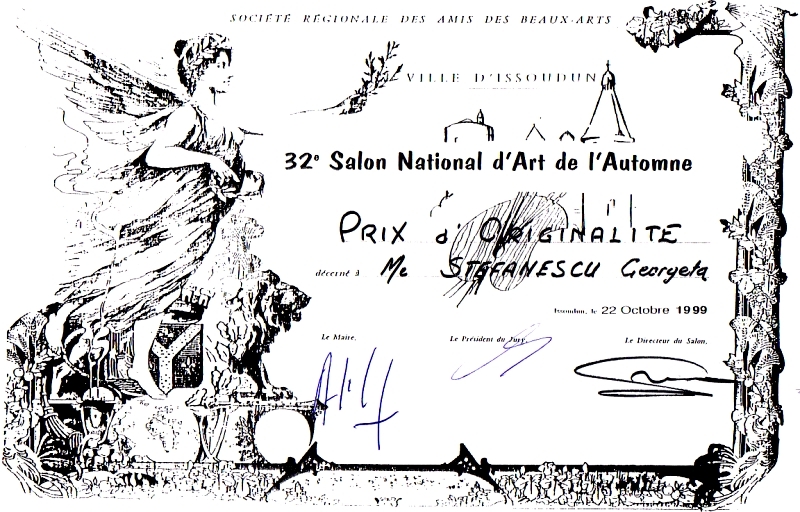 SOCIÉTÉ RÉGIONALE DES AMIS DES BEAUX-ARTS
VILLE D'ISSOUDUN
32e Salon National d'Art de l'Automne
PRIX d'ORIGINALITE
décerné à Me STEFANESCU Georgeta
Issoudun, le 22 Octobre 1999
Le Maire, Le Président du Jury, Le Directeur du Salon,